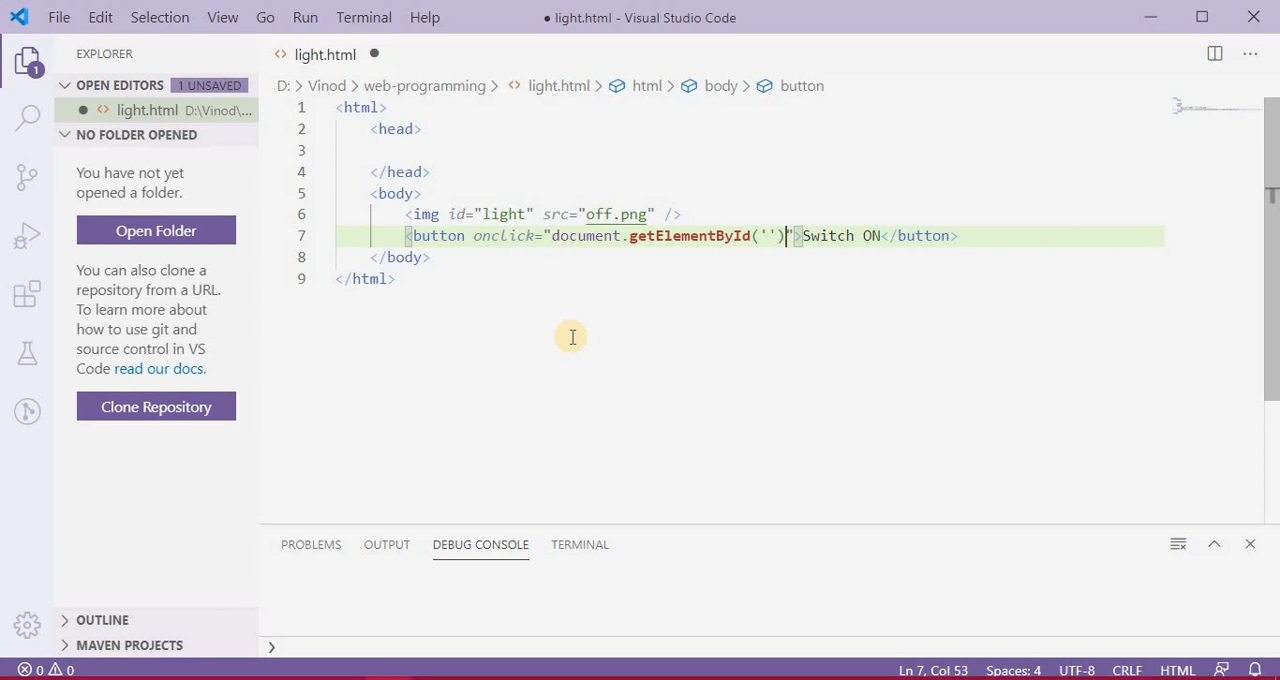 File Edit Selection View Go Run Terminal Help ● light.html - Visual Studio Code
EXPLORER
OPEN EDITORS 1 UNSAVED
● light.html D:\Vinod\...
NO FOLDER OPENED
You have not yet
opened a folder.
Open Folder
You can also clone a
repository from a URL.
To learn more about
how to use git and
source control in VS
Code read our docs.
Clone Repository
OUTLINE
MAVEN PROJECTS
1
light.html ●
D: > Vinod > web-programming > light.html > html > body > button
1 <html>
2 <head>
3
4 </head>
5 <body>
6 <img id="light" src="off.png" />
7 <button onclick="document.getElementById('')">Switch ON</button>
8 </body>
9 </html>
PROBLEMS OUTPUT DEBUG CONSOLE TERMINAL
0 0 Ln 7, Col 53 Spaces: 4 UTF-8 CRLF HTML